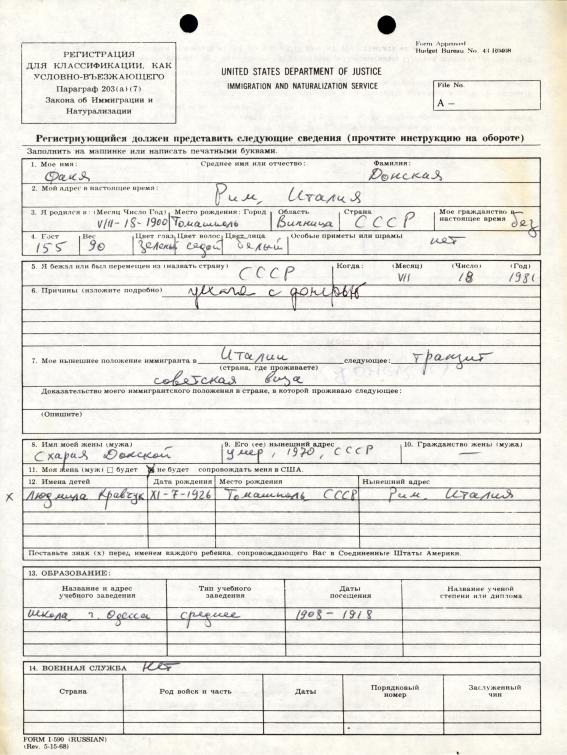 Form Approved
Budget Bureau No. 43-R0408
РЕГИСТРАЦИЯ
ДЛЯ КЛАССИФИКАЦИИ, КАК
УСЛОВНО-ВЪЕЗЖАЮЩЕГО
Параграф 203(а)(7)
Закона об Иммиграции и
Натурализации
UNITED STATES DEPARTMENT OF JUSTICE
IMMIGRATION AND NATURALIZATION SERVICE
File No.
A –
Регистриующийся должен представить следующие сведения (прочтите инструкцию на обороте)
Заполнить на машинке или написать печатными буквами.
1. Мое имя: Среднее имя или отчество: Фамилия:
Фаня Донская
2. Мой адрес в настоящее время:
Рим, Италия
3. Я родился в: (Месяц Число Год) Место рождения: Город Область Страна Мое гражданство в настоящее время
VIII-18-1900 Томашполь Винница СССР без
4. Рост Вес Цвет глаз Цвет волос Цвет лица Особые приметы или шрамы
155 90 Зеленый седой белый нет
5. Я бежал или был перемещен из (назвать страну) СССР Когда: (Месяц) (Число) (Год)
VII 18 1981
6. Причины (изложите подробно) уехала с дочерью
7. Мое нынешнее положение иммигранта в Италии следующее: транзит
(страна, где проживаете)
советская виза
Доказательство моего иммигрантского положения в стране, в которой проживаю следующее:
(Опишите)
8. Имя моей жены (мужа) 9. Его (ее) нынешний адрес 10. Гражданство жены (мужа)
Схария Донской умер, 1970, СССР —
11. Моя жена (муж) ☐ будет ☒ не будет сопровождать меня в США.
12. Имена детей Дата рождения Место рождения Нынешний адрес
x Людмила Кравчук XI-7-1926 Томашполь СССР Рим, Италия
Поставьте знак (x) перед именем каждого ребенка, сопровождающего Вас в Соединенные Штаты Америки.
13. ОБРАЗОВАНИЕ:
Название и адрес учебного заведения Тип учебного заведения Даты посещения Название ученой степени или диплома
школа, г. Одесса среднее 1908-1918
14. ВОЕННАЯ СЛУЖБА нет
Страна Род войск и часть Даты Порядковый номер Заслуженный чин
FORM I-590 (RUSSIAN)
(Rev. 5-15-68)